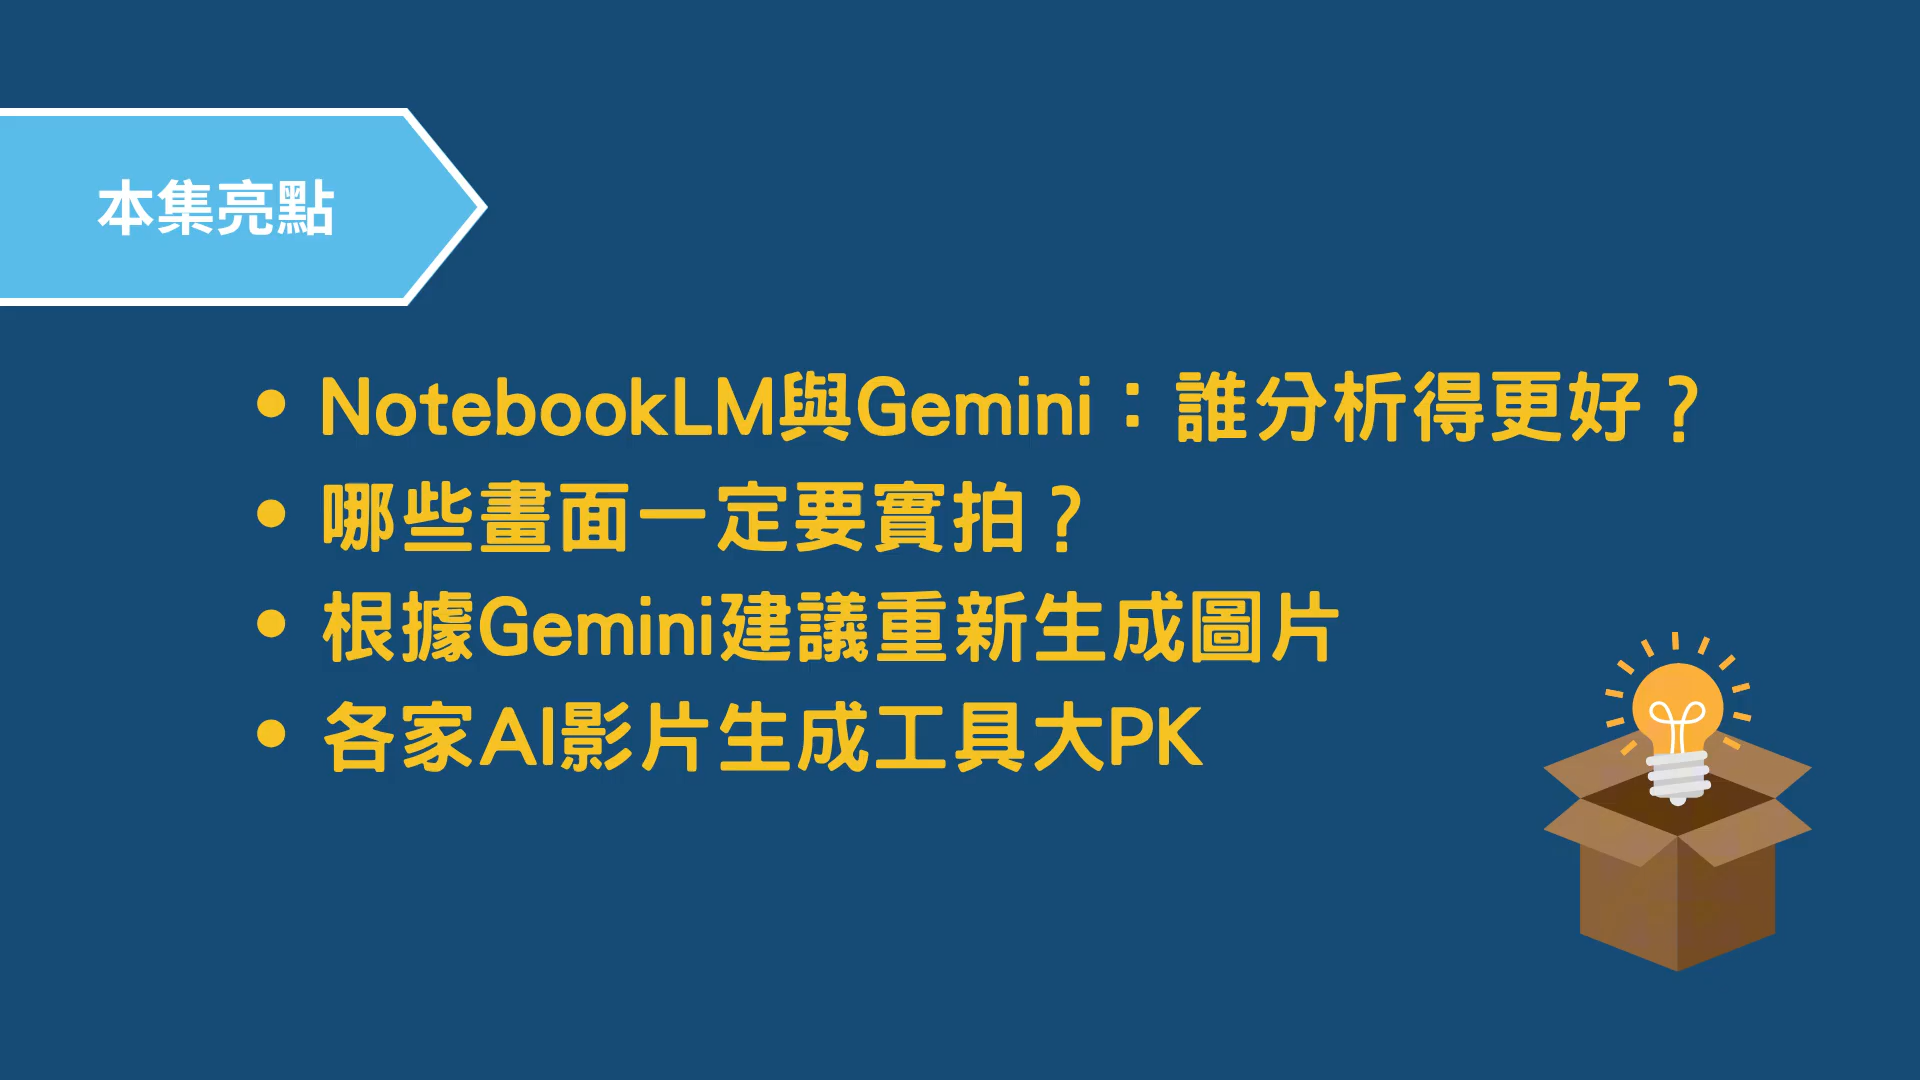 本集亮點
• NotebookLM與Gemini：誰分析得更好？
• 哪些畫面一定要實拍？
• 根據Gemini建議重新生成圖片
• 各家AI影片生成工具大PK